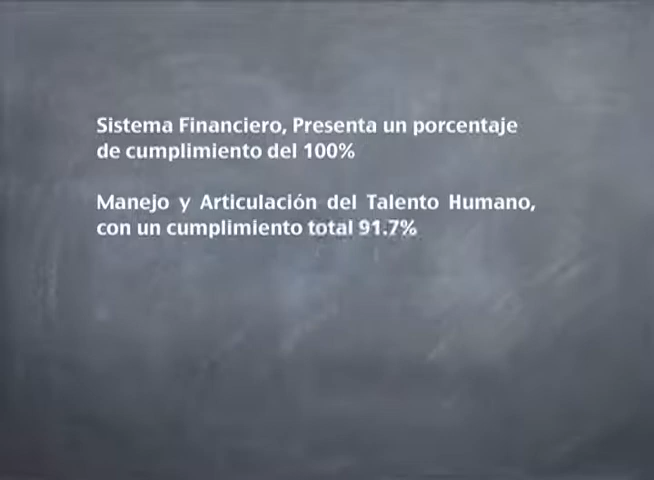 Sistema Financiero, Presenta un porcentaje
de cumplimiento del 100%
Manejo y Articulación del Talento Humano,
con un cumplimiento total 91.7%